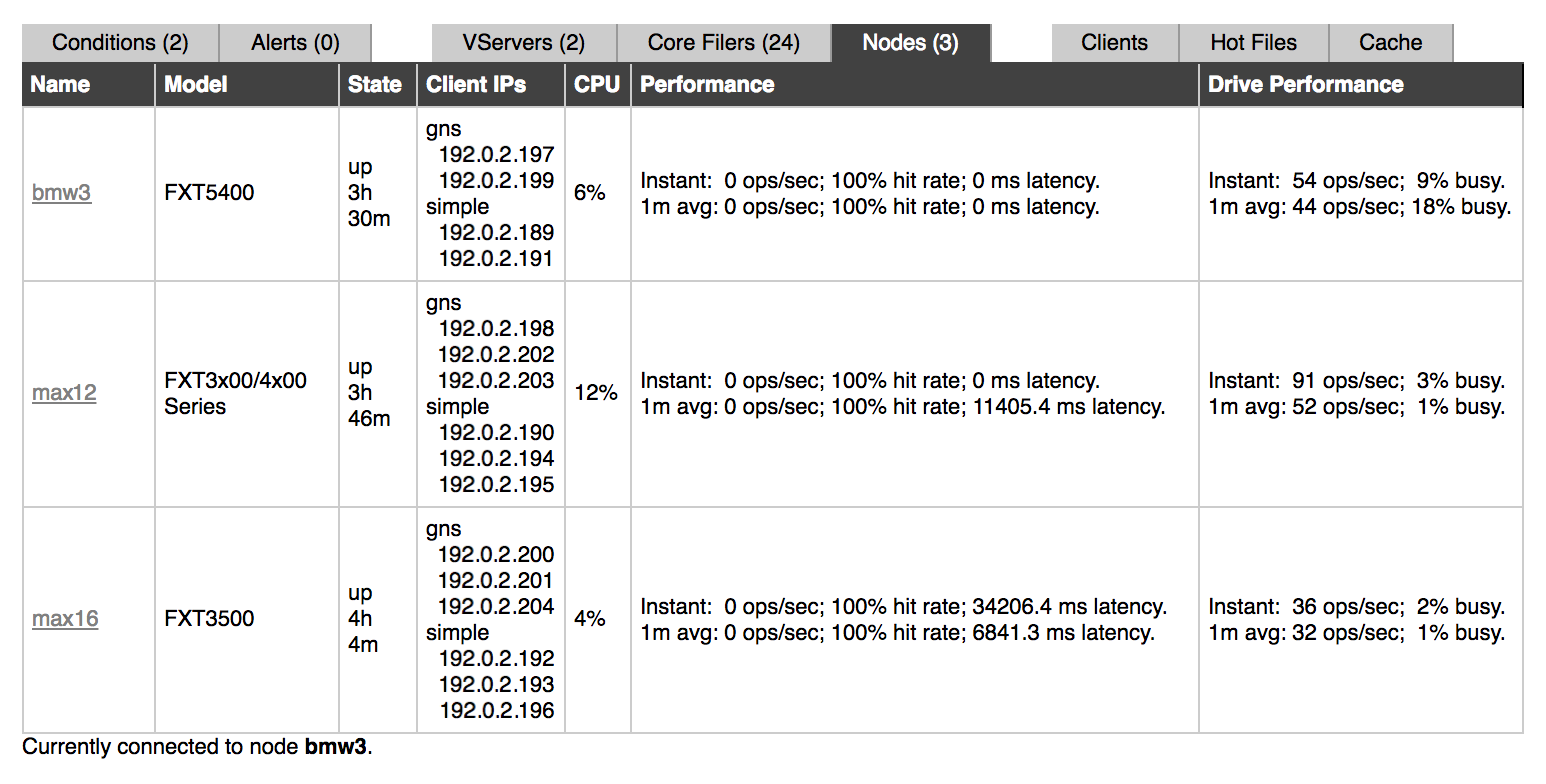 Conditions (2) Alerts (0) VServers (2) Core Filers (24) Nodes (3) Clients Hot Files Cache
Name Model State Client IPs CPU Performance Drive Performance
bmw3
FXT5400
up
3h
30m
gns
192.0.2.197
192.0.2.199
simple
192.0.2.189
192.0.2.191
6%
Instant: 0 ops/sec; 100% hit rate; 0 ms latency.
1m avg: 0 ops/sec; 100% hit rate; 0 ms latency.
Instant: 54 ops/sec; 9% busy.
1m avg: 44 ops/sec; 18% busy.
max12
FXT3x00/4x00
Series
up
3h
46m
gns
192.0.2.198
192.0.2.202
192.0.2.203
simple
192.0.2.190
192.0.2.194
192.0.2.195
12%
Instant: 0 ops/sec; 100% hit rate; 0 ms latency.
1m avg: 0 ops/sec; 100% hit rate; 11405.4 ms latency.
Instant: 91 ops/sec; 3% busy.
1m avg: 52 ops/sec; 1% busy.
max16
FXT3500
up
4h
4m
gns
192.0.2.200
192.0.2.201
192.0.2.204
simple
192.0.2.192
192.0.2.193
192.0.2.196
4%
Instant: 0 ops/sec; 100% hit rate; 34206.4 ms latency.
1m avg: 0 ops/sec; 100% hit rate; 6841.3 ms latency.
Instant: 36 ops/sec; 2% busy.
1m avg: 32 ops/sec; 1% busy.
Currently connected to node bmw3.